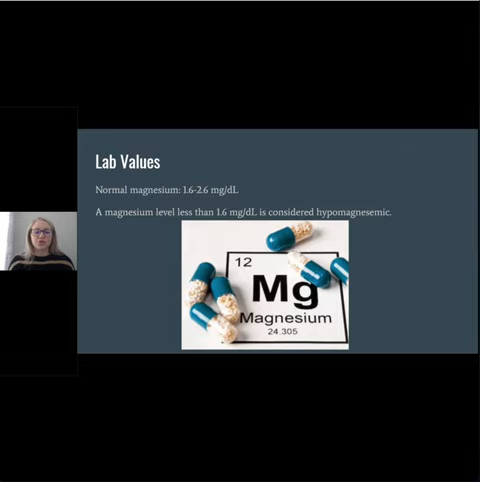 Lab Values
Normal magnesium: 1.6-2.6 mg/dL
A magnesium level less than 1.6 mg/dL is considered hypomagnesemic.
12
Mg
Magnesium
24.305